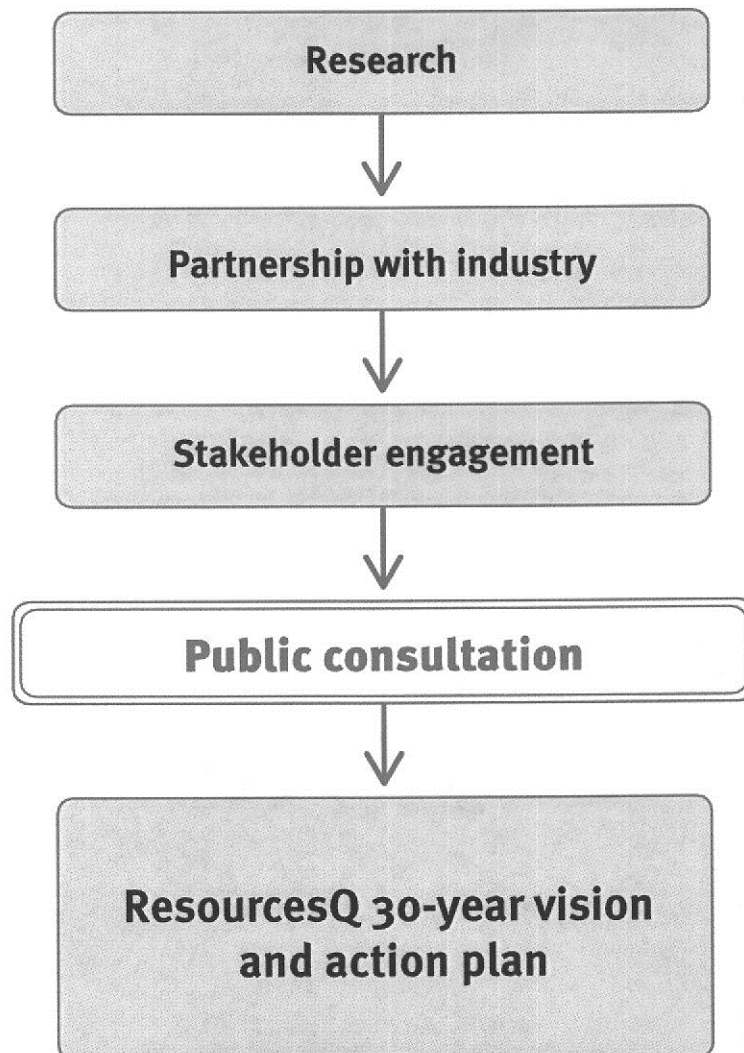 Research
Partnership with industry
Stakeholder engagement
Public consultation
ResourcesQ 30-year vision
and action plan